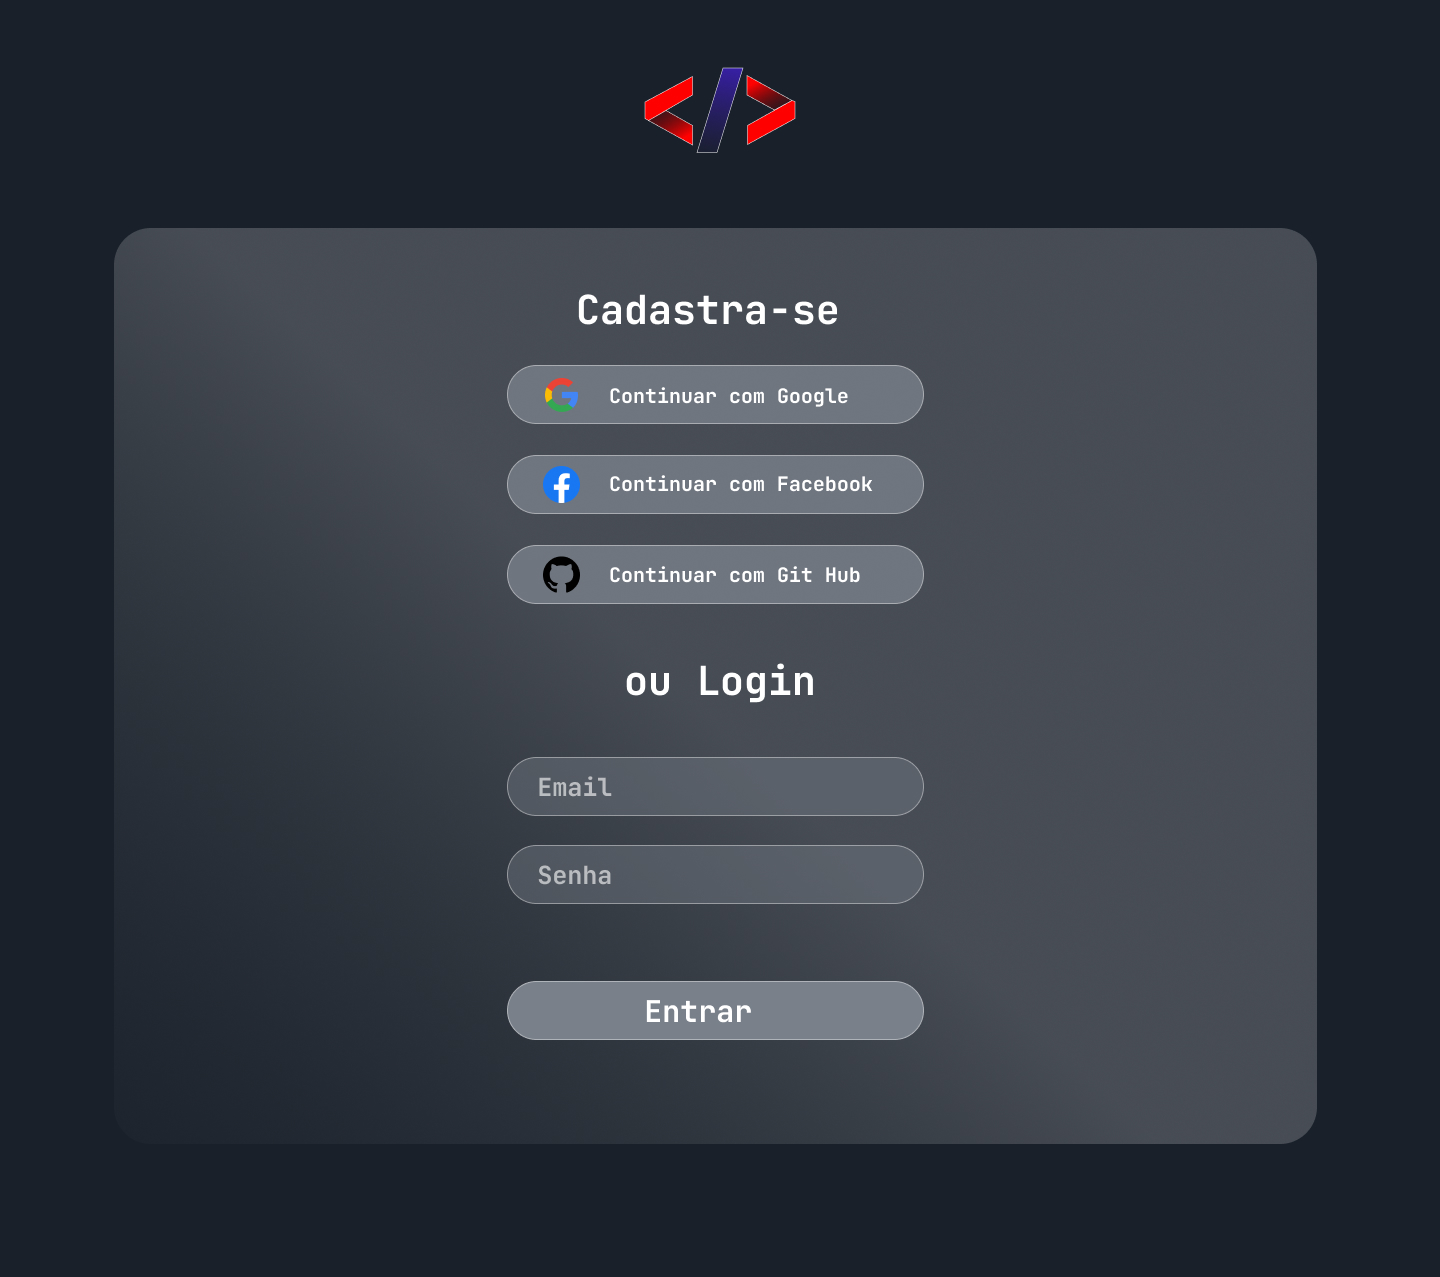 Cadastra-se
Continuar com Google
Continuar com Facebook
Continuar com Git Hub
ou Login
Email
Senha
Entrar